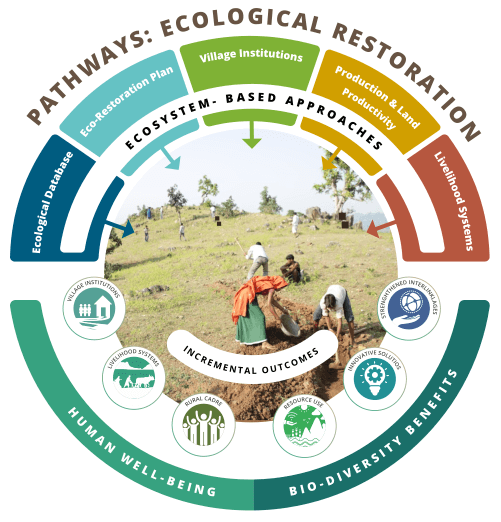 PATHWAYS: ECOLOGICAL RESTORATION
Ecological Database
Eco-Restoration Plan
Village Institutions
Production & Land
Productivity
Livelihood Systems
ECOSYSTEM- BASED APPROACHES
VILLAGE INSTITUTIONS
LIVELIHOOD SYSTEMS
RURAL CADRE
RESOURCE USE
INNOVATIVE SOLUTIOS
STRENGHTHENED INTERLINKAGES
INCREMENTAL OUTCOMES
HUMAN WELL-BEING
BIO-DIVERSITY BENEFITS